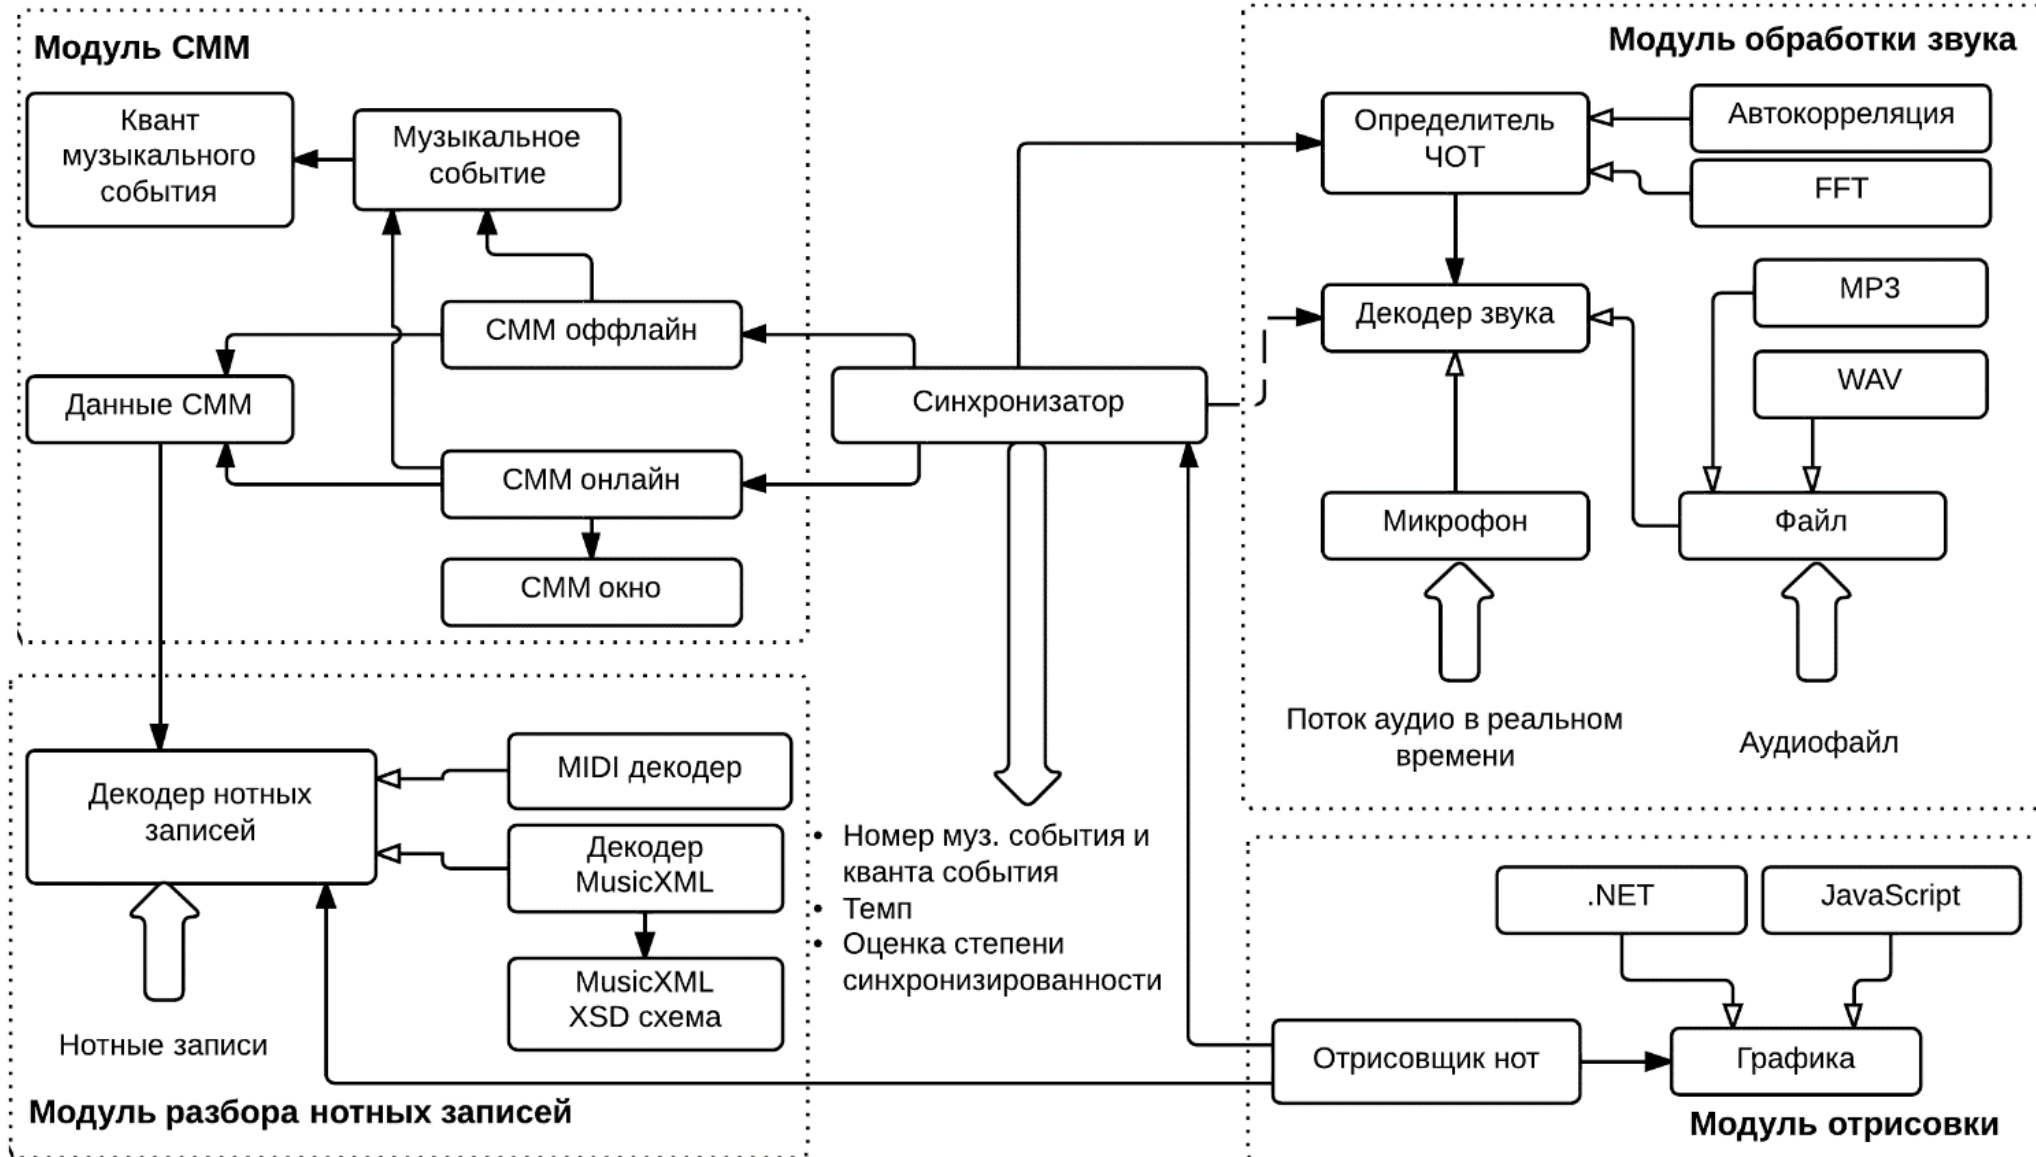 Модуль СММ
Квант
музыкального
события
Музыкальное
событие
СММ оффлайн
Данные СММ
СММ онлайн
СММ окно
Синхронизатор
Модуль обработки звука
Определитель
ЧОТ
Автокорреляция
FFT
Декодер звука
MP3
WAV
Микрофон
Файл
Поток аудио в реальном
времени
Аудиофайл
Декодер нотных
записей
MIDI декодер
Декодер
MusicXML
MusicXML
XSD схема
Нотные записи
Модуль разбора нотных записей
• Номер муз. события и
кванта события
• Темп
• Оценка степени
синхронизированности
.NET
JavaScript
Отрисовщик нот
Графика
Модуль отрисовки